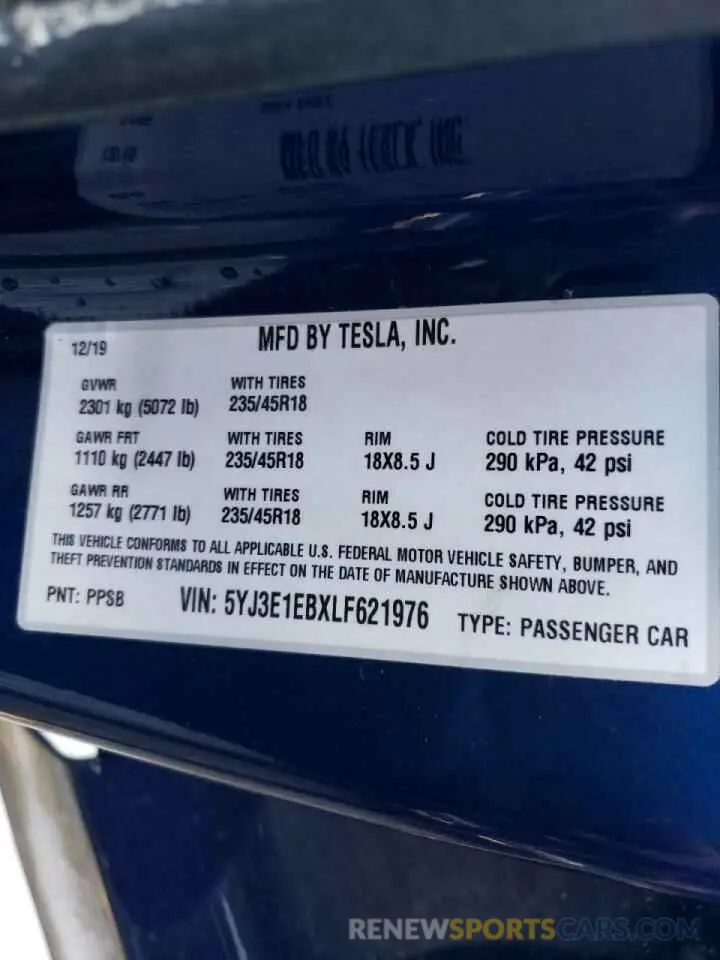 MFD BY TESLA, INC.
12/19
GVWR WITH TIRES
2301 kg (5072 lb) 235/45R18
GAWR FRT WITH TIRES RIM COLD TIRE PRESSURE
1110 kg (2447 lb) 235/45R18 18X8.5 J 290 kPa, 42 psi
GAWR RR WITH TIRES RIM COLD TIRE PRESSURE
1257 kg (2771 lb) 235/45R18 18X8.5 J 290 kPa, 42 psi
THIS VEHICLE CONFORMS TO ALL APPLICABLE U.S. FEDERAL MOTOR VEHICLE SAFETY, BUMPER, AND
THEFT PREVENTION STANDARDS IN EFFECT ON THE DATE OF MANUFACTURE SHOWN ABOVE.
PNT: PPSB VIN: 5YJ3E1EBXLF621976 TYPE: PASSENGER CAR
RENEWSPORTSCARS.COM